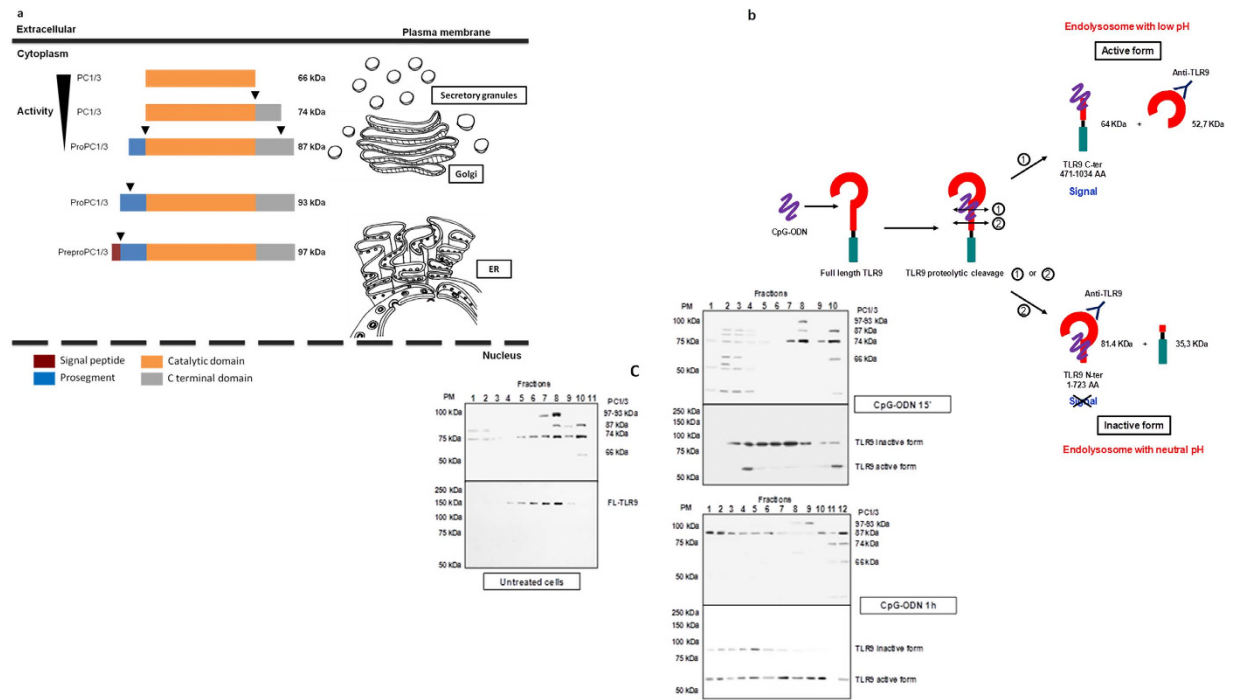 a
Extracellular
Plasma membrane
Cytoplasm
Activity
PC1/3
66 kDa
PC1/3
74 kDa
ProPC1/3
87 kDa
ProPC1/3
93 kDa
PreproPC1/3
97 kDa
Secretory granules
Golgi
ER
Nucleus
Signal peptide
Catalytic domain
Prosegment
C terminal domain
b
Endolysosome with low pH
Active form
Anti-TLR9
64 KDa
+
52,7 KDa
TLR9 C-ter
471-1034 AA
Signal
1
CpG-ODN
Full length TLR9
1
2
TLR9 proteolytic cleavage
1 or 2
2
Anti-TLR9
81.4 KDa
+
35,3 KDa
TLR9 N-ter
1-723 AA
Signal
Inactive form
Endolysosome with neutral pH
C
Fractions
PM
1 2 3 4 5 6 7 8 9 10 11
PC1/3
100 kDa
97-93 kDa
87 kDa
75 kDa
74 kDa
66 kDa
50 kDa
250 kDa
150 kDa
FL-TLR9
100 kDa
75 kDa
50 kDa
Untreated cells
Fractions
PM
1 2 3 4 5 6 7 8 9 10
PC1/3
100 kDa
97-93 kDa
87 kDa
75 kDa
74 kDa
66 kDa
50 kDa
CpG-ODN 15'
250 kDa
150 kDa
100 kDa
TLR9 Inactive form
75 kDa
TLR9 active form
50 kDa
Fractions
PM
1 2 3 4 5 6 7 8 9 10 11 12
PC1/3
100 kDa
97-93 kDa
87 kDa
75 kDa
74 kDa
66 kDa
50 kDa
CpG-ODN 1h
250 kDa
150 kDa
100 kDa
TLR9 Inactive form
75 kDa
TLR9 active form
50 kDa